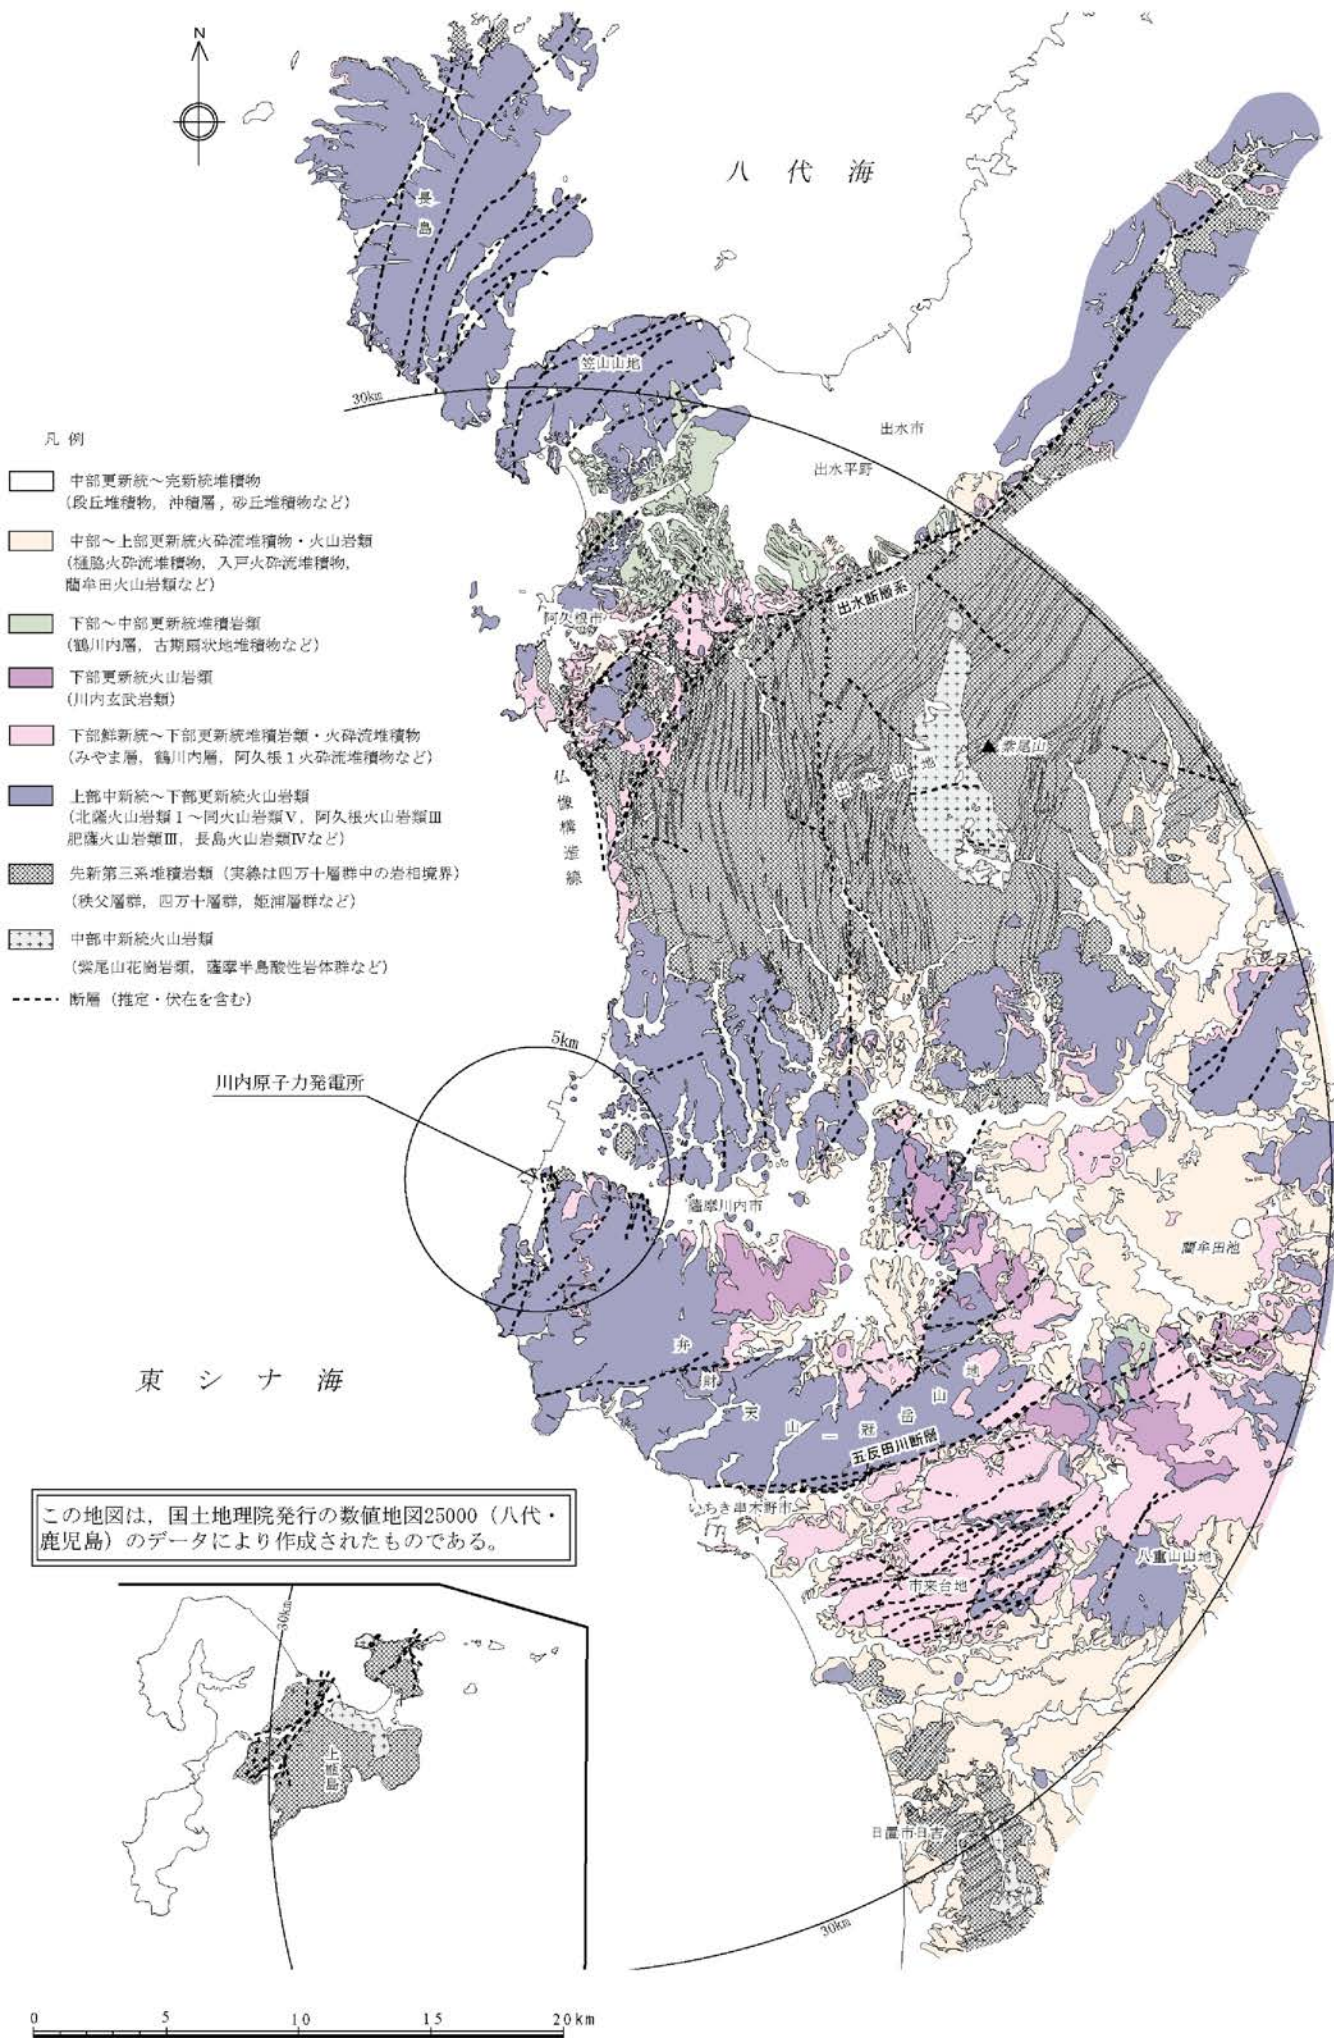 N
八代海
長島
笠山山地
30km
出水市
出水平野
凡例
中部更新統～完新統堆積物
(段丘堆積物，沖積層，砂丘堆積物など)
中部～上部更新統火砕流堆積物・火山岩類
(樋脇火砕流堆積物，入戸火砕流堆積物，
藺牟田火山岩類など)
下部～中部更新統堆積岩類
(鶴川内層，古期扇状地堆積物など)
下部更新統火山岩類
(川内玄武岩類)
下部鮮新統～下部更新統堆積岩類・火砕流堆積物
(みやま層，鶴川内層，阿久根１火砕流堆積物など)
上部中新統～下部更新統火山岩類
(北薩火山岩類Ⅰ～同火山岩類Ⅴ，阿久根火山岩類Ⅲ
肥薩火山岩類Ⅲ，長島火山岩類Ⅳなど)
先新第三系堆積岩類（実線は四万十層群中の岩相境界）
(秩父層群，四万十層群，姫浦層群など)
中部中新統火山岩類
(紫尾山花崗岩類，薩摩半島酸性岩体群など)
断層（推定・伏在を含む）
出水断層系
阿久根市
紫尾山
出水山地
仏像構造線
5km
川内原子力発電所
薩摩川内市
藺牟田池
東シナ海
弁財天山－冠岳山地
五反田川断層
いちき串木野市
この地図は，国土地理院発行の数値地図25000（八代・
鹿児島）のデータにより作成されたものである。
八重山山地
市来台地
30km
上甑島
日置市日吉
30km
0 5 10 15 20km